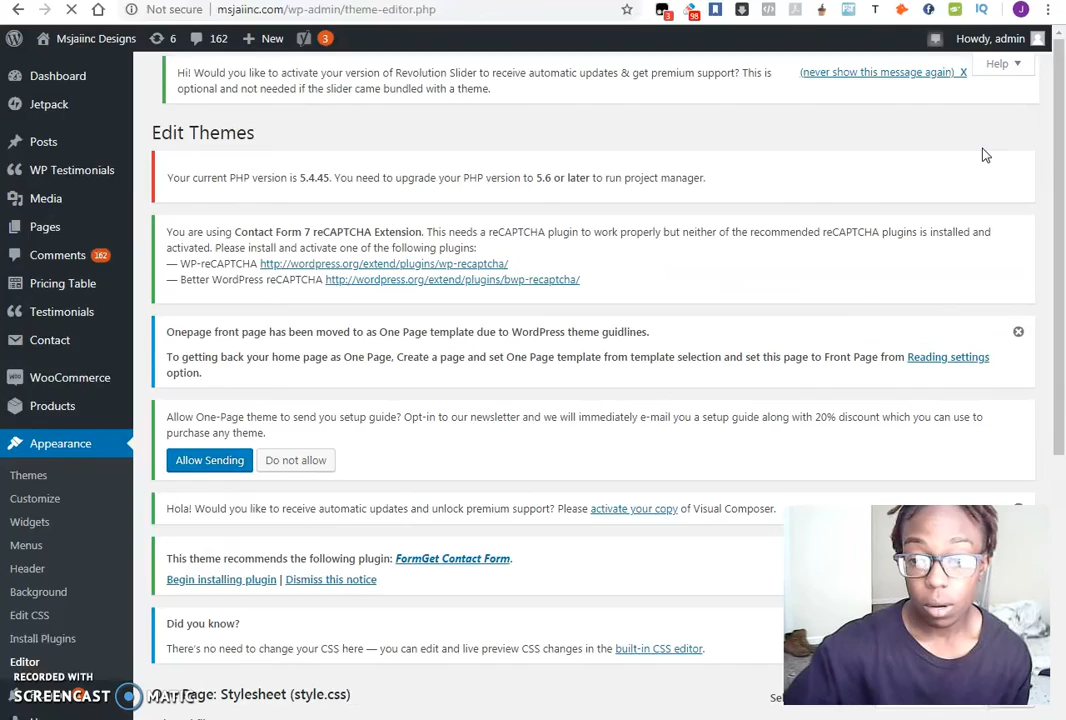 Not secure | msjaiinc.com/wp-admin/theme-editor.php
3
98
T
f
IQ
J
Msjaiinc Designs
6
162
New
3
Howdy, admin
Dashboard
Jetpack
Posts
WP Testimonials
Media
Pages
Comments 162
Pricing Table
Testimonials
Contact
WooCommerce
Products
Appearance
Themes
Customize
Widgets
Menus
Header
Background
Edit CSS
Install Plugins
Editor
RECORDED WITH
SCREENCAST MATIC
Hi! Would you like to activate your version of Revolution Slider to receive automatic updates & get premium support? This is
optional and not needed if the slider came bundled with a theme.
(never show this message again) X
Help
Edit Themes
Your current PHP version is 5.4.45. You need to upgrade your PHP version to 5.6 or later to run project manager.
You are using Contact Form 7 reCAPTCHA Extension. This needs a reCAPTCHA plugin to work properly but neither of the recommended reCAPTCHA plugins is installed and
activated. Please install and activate one of the following plugins:
— WP-reCAPTCHA http://wordpress.org/extend/plugins/wp-recaptcha/
— Better WordPress reCAPTCHA http://wordpress.org/extend/plugins/bwp-recaptcha/
Onepage front page has been moved to as One Page template due to WordPress theme guidlines.
To getting back your home page as One Page, Create a page and set One Page template from template selection and set this page to Front Page from Reading settings
option.
Allow One-Page theme to send you setup guide? Opt-in to our newsletter and we will immediately e-mail you a setup guide along with 20% discount which you can use to
purchase any theme.
Allow Sending
Do not allow
Hola! Would you like to receive automatic updates and unlock premium support? Please activate your copy of Visual Composer.
This theme recommends the following plugin: FormGet Contact Form.
Begin installing plugin | Dismiss this notice
Did you know?
There's no need to change your CSS here — you can edit and live preview CSS changes in the built-in CSS editor.
Page: Stylesheet (style.css)